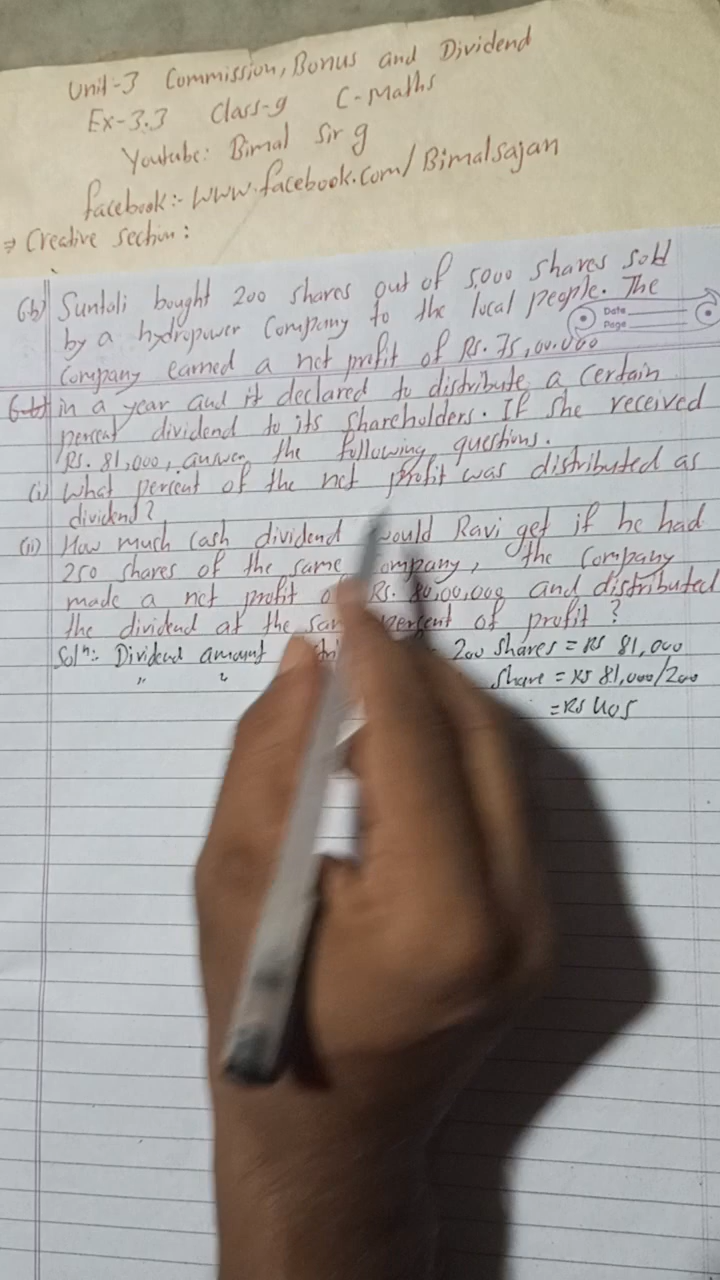 Unit-3 Commission, Bonus and Dividend
Ex-3.3 Class-9 C-Maths
Youtube: Bimal Sir g
facebook:- www.facebook.com/Bimalsajan
⇒ Creative section:
6b) Suntali bought 200 shares out of 5,000 shares sold
by a hydropower Company to the local people. The
Date
Page
Company earned a net profit of Rs. 75,00,000
in a year and it declared to distribute a certain
percent dividend to its shareholders. If she received
Rs. 81,000, answer the following questions.
(i) What percent of the net profit was distributed as
dividend?
(ii) How much cash dividend would Ravi get if he had
250 shares of the same company, the Company
made a net profit of Rs. 80,00,000 and distributed
the dividend at the percent of profit?
Solⁿ: Dividend amount 200 shares = Rs 81,000
" " share = Rs 81,000/200
= Rs 405